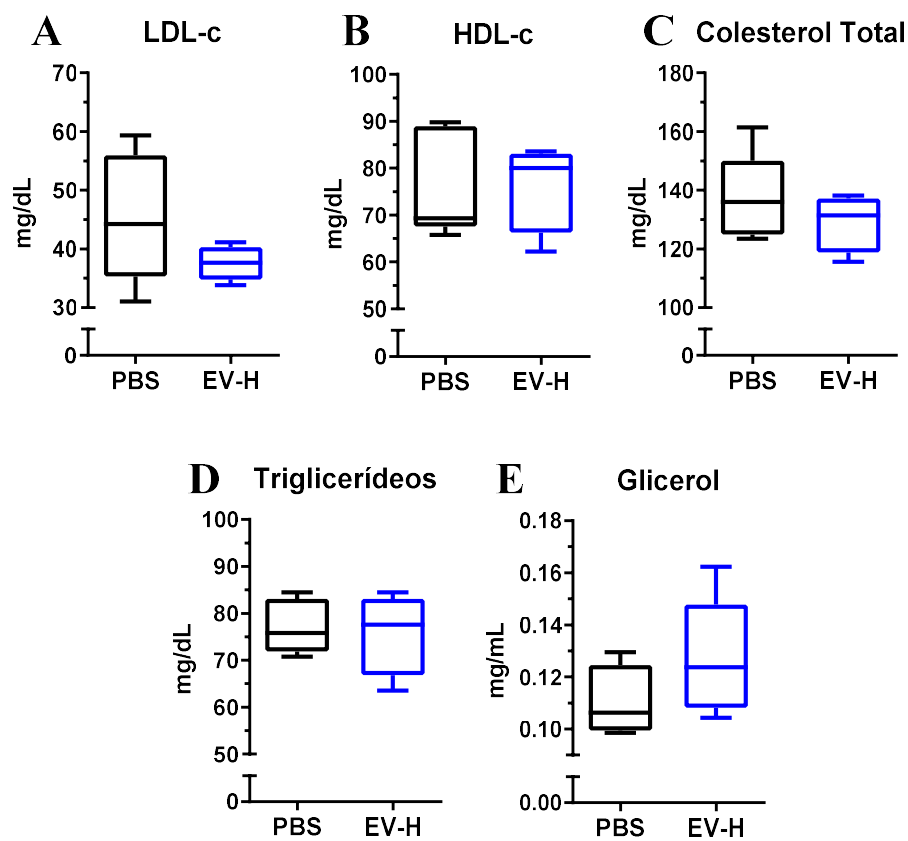 A LDL-c
70
60
50
40
30
0
mg/dL
PBS EV-H
B HDL-c
100
90
80
70
60
50
0
mg/dL
PBS EV-H
C Colesterol Total
180
160
140
120
100
0
mg/dL
PBS EV-H
D Triglicerídeos
100
90
80
70
60
50
0
mg/dL
PBS EV-H
E Glicerol
0.18
0.16
0.14
0.12
0.10
0.00
mg/mL
PBS EV-H